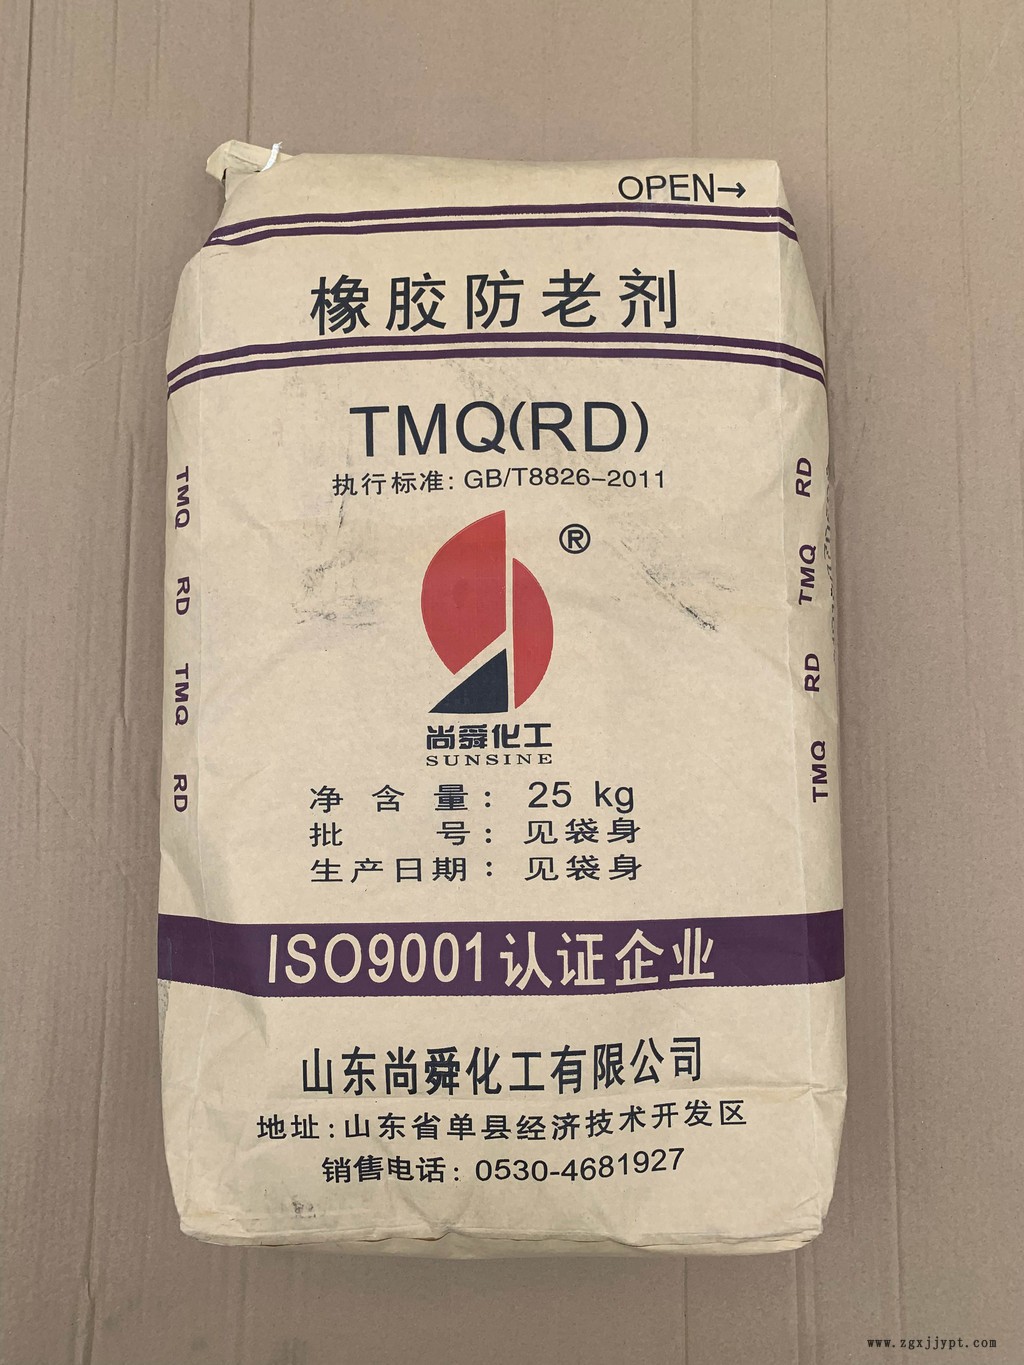 OPEN→
橡胶防老剂
TMQ(RD)
执行标准: GB/T8826-2011
®
尚舜化工
SUNSINE
净含量: 25 kg
批号: 见袋身
生产日期: 见袋身
ISO9001认证企业
山东尚舜化工有限公司
地址:山东省单县经济技术开发区
销售电话: 0530-4681927
TMQ RD TMQ RD
TMQ RD TMQ RD
www.zgxjjypt.com